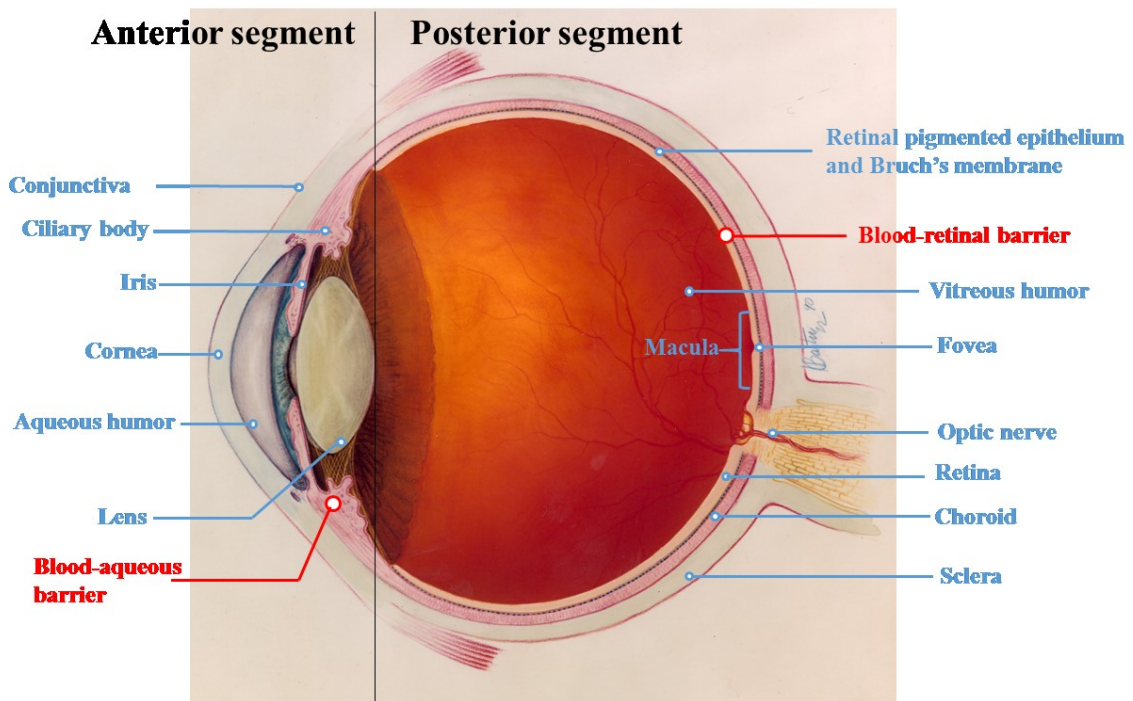 Anterior segment
Posterior segment
Conjunctiva
Ciliary body
Iris
Cornea
Aqueous humor
Lens
Blood-aqueous
barrier
Retinal pigmented epithelium
and Bruch's membrane
Blood-retinal barrier
Vitreous humor
Macula
Fovea
Optic nerve
Retina
Choroid
Sclera